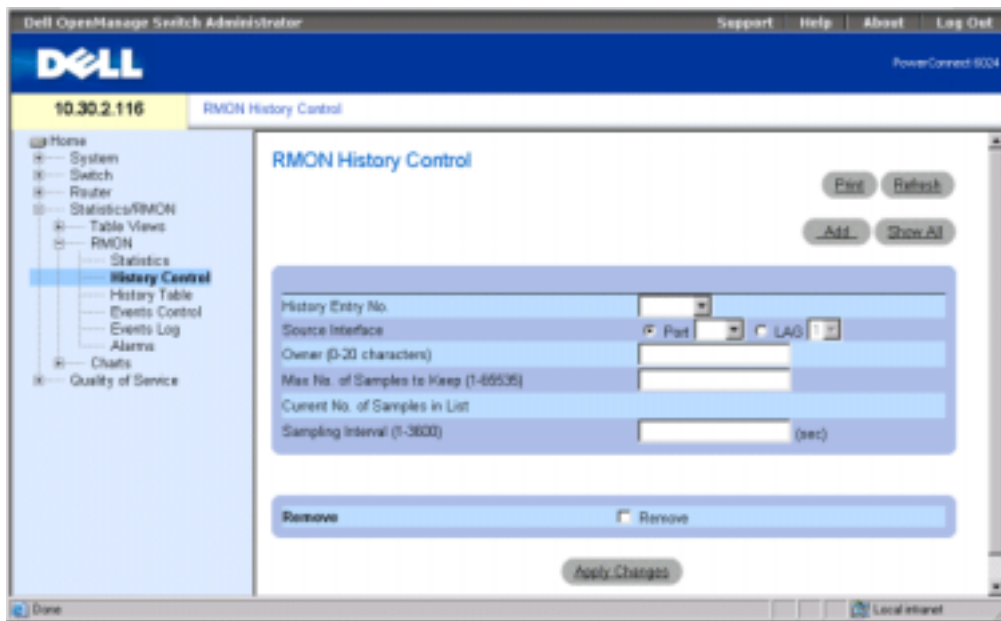 Dell OpenManage Switch Administrator Support Help About Log Out
DELL
PowerConnect 6024
10.30.2.116 RMON History Control
Home
System
Switch
Router
Statistics/RMON
Table Views
RMON
Statistics
History Control
History Table
Events Control
Events Log
Alarms
Charts
Quality of Service
RMON History Control
Print Refresh
Add Show All
History Entry No.
Source Interface Port LAG 1
Owner (0-20 characters)
Max No. of Samples to Keep (1-65535)
Current No. of Samples in List
Sampling Interval (1-3600) (sec)
Remove Remove
Apply Changes
Done Local intranet